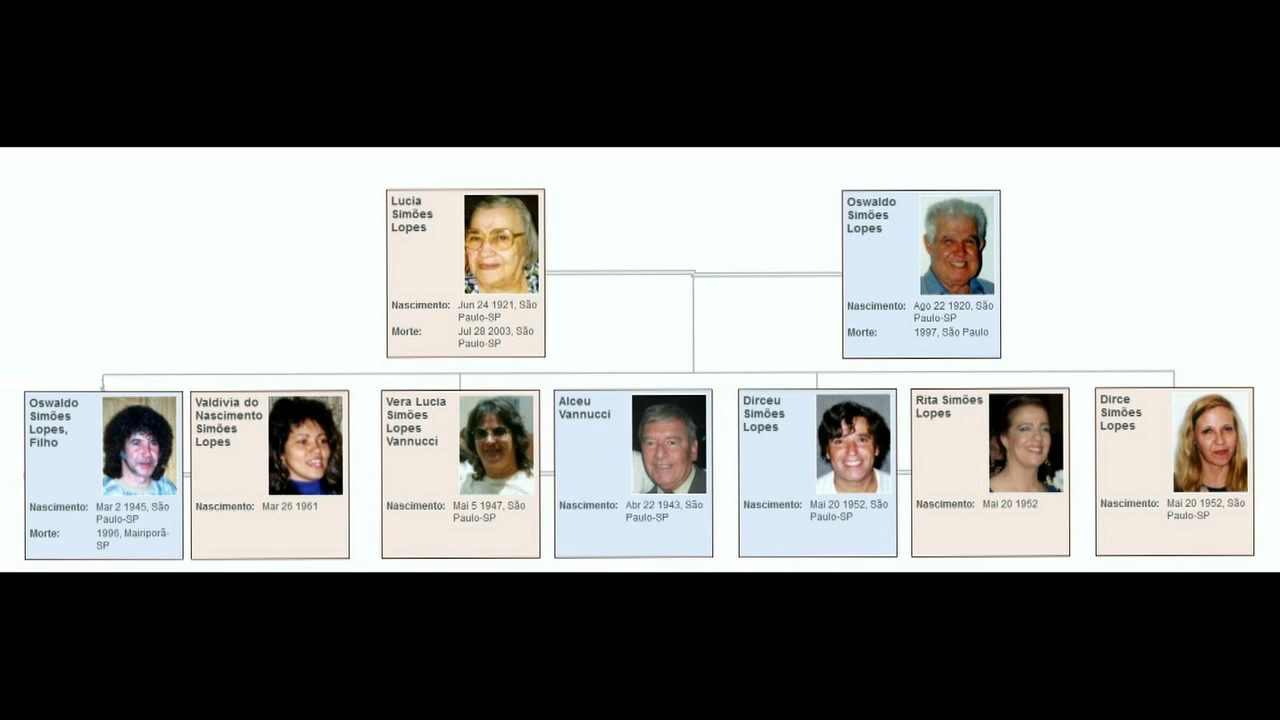 Lucia
Simões
Lopes
Nascimento: Jun 24 1921, São
Paulo-SP
Morte: Jul 28 2003, São
Paulo-SP
Oswaldo
Simões
Lopes
Nascimento: Ago 22 1920, São
Paulo-SP
Morte: 1997, São Paulo
Oswaldo
Simões
Lopes,
Filho
Nascimento: Mar 2 1945, São
Paulo-SP
Morte: 1996, Mairiporã-
SP
Valdivia do
Nascimento
Simões
Lopes
Nascimento: Mar 26 1961
Vera Lucia
Simões
Lopes
Vannucci
Nascimento: Mai 5 1947, São
Paulo-SP
Alceu
Vannucci
Nascimento: Abr 22 1943, São
Paulo-SP
Dirceu
Simões
Lopes
Nascimento: Mai 20 1952, São
Paulo-SP
Rita Simões
Lopes
Nascimento: Mai 20 1952
Dirce
Simões
Lopes
Nascimento: Mai 20 1952, São
Paulo-SP